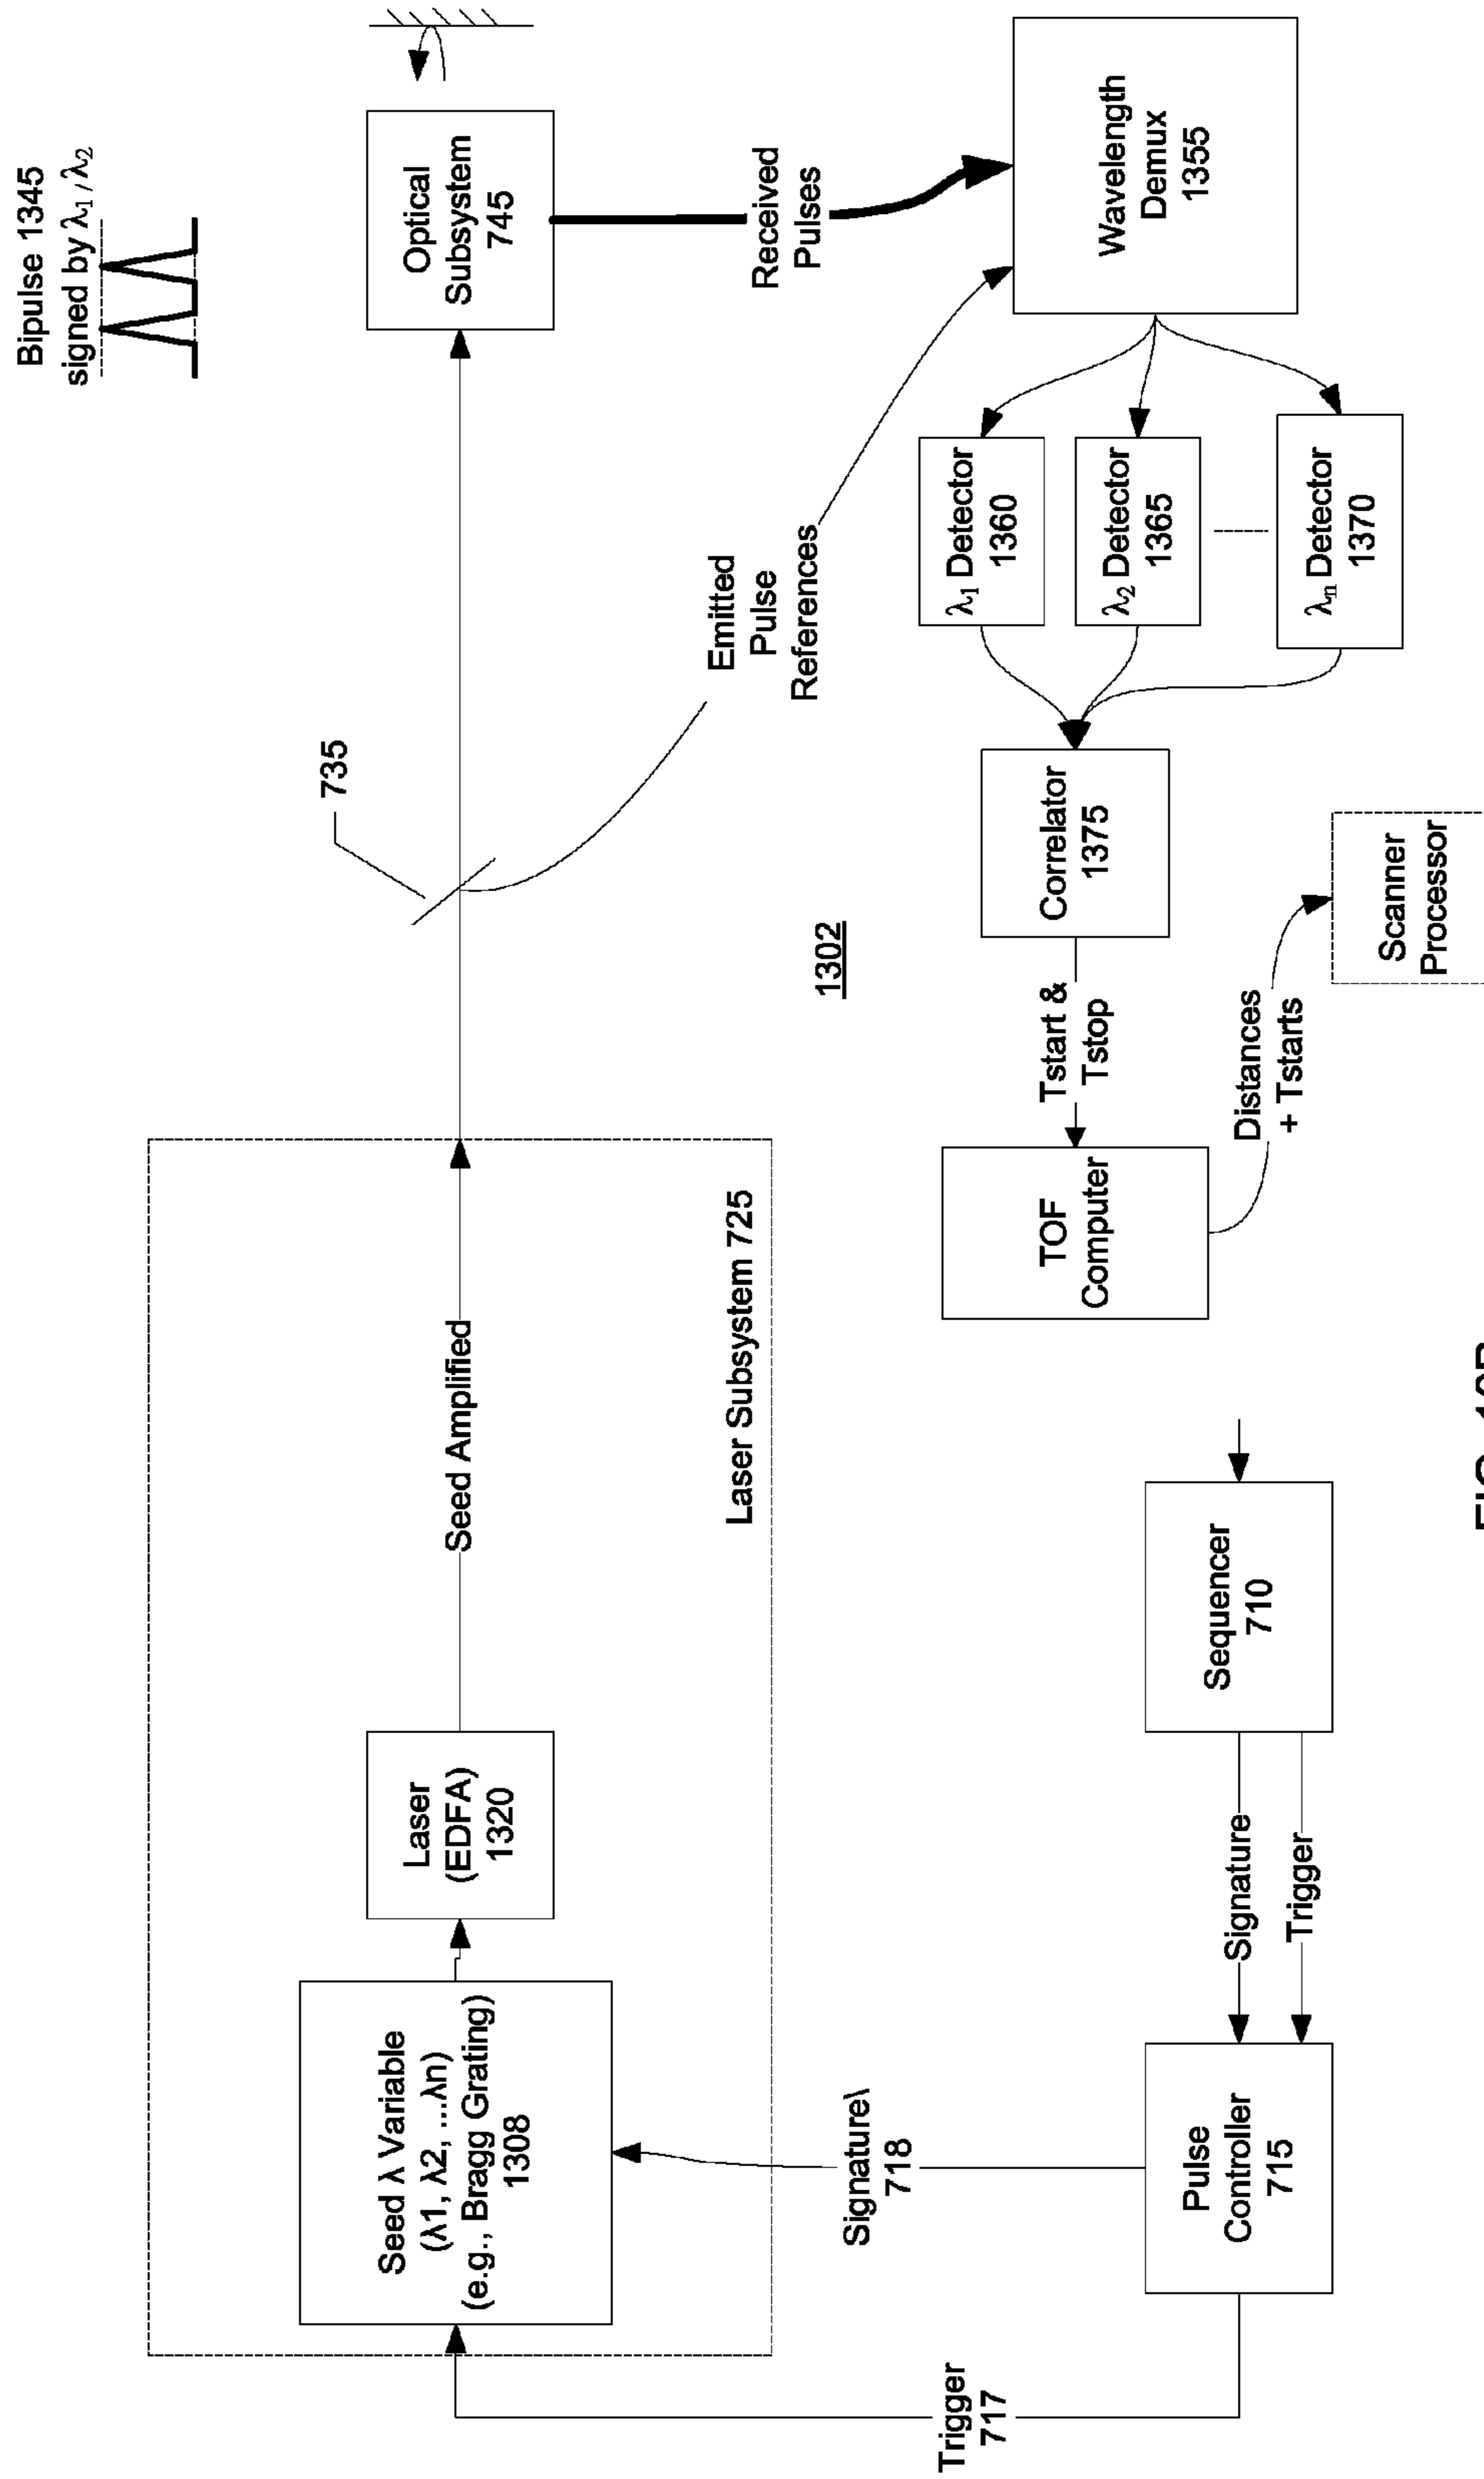 Bipulse 1345
signed by λ1 / λ2
735
Optical
Subsystem
745
Seed Amplified
Laser
(EDFA)
1320
Seed λ Variable
(λ1, λ2, ...λn)
(e.g., Bragg Grating)
1308
Laser Subsystem 725
Emitted
Pulse
References
Received
Pulses
Wavelength
Demux
1355
λ1 Detector
1360
λ2 Detector
1365
λn Detector
1370
1302
Correlator
1375
Tstart &
Tstop
TOF
Computer
Distances
+ Tstarts
Scanner
Processor
Sequencer
710
Signature
Trigger
Pulse
Controller
715
Signature\
718
Trigger
717